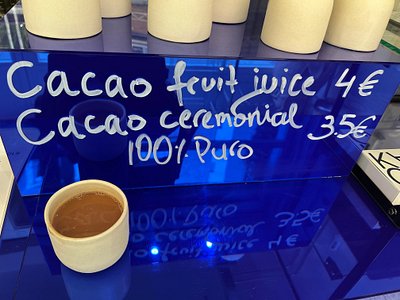 Cacao fruit juice 4€
Cacao ceremonial 3.5€
100% Puro